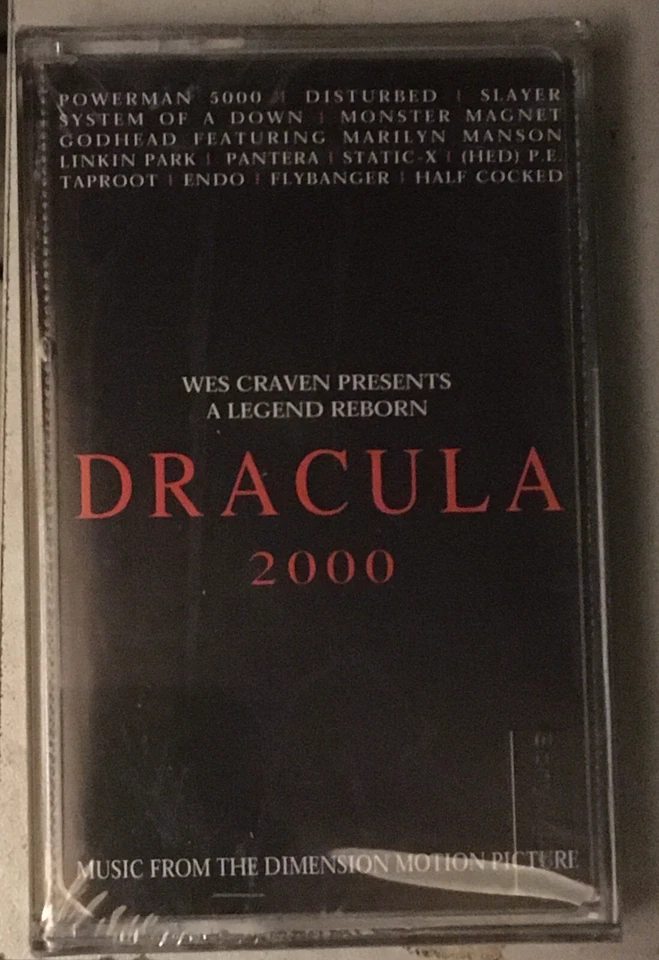 POWERMAN 5000 | DISTURBED | SLAYER
SYSTEM OF A DOWN | MONSTER MAGNET
GODHEAD FEATURING MARILYN MANSON
LINKIN PARK | PANTERA | STATIC-X | (HED) P.E.
TAPROOT | ENDO | FLYBANGER | HALF COCKED
WES CRAVEN PRESENTS
A LEGEND REBORN
DRACULA
2000
MUSIC FROM THE DIMENSION MOTION PICTURE